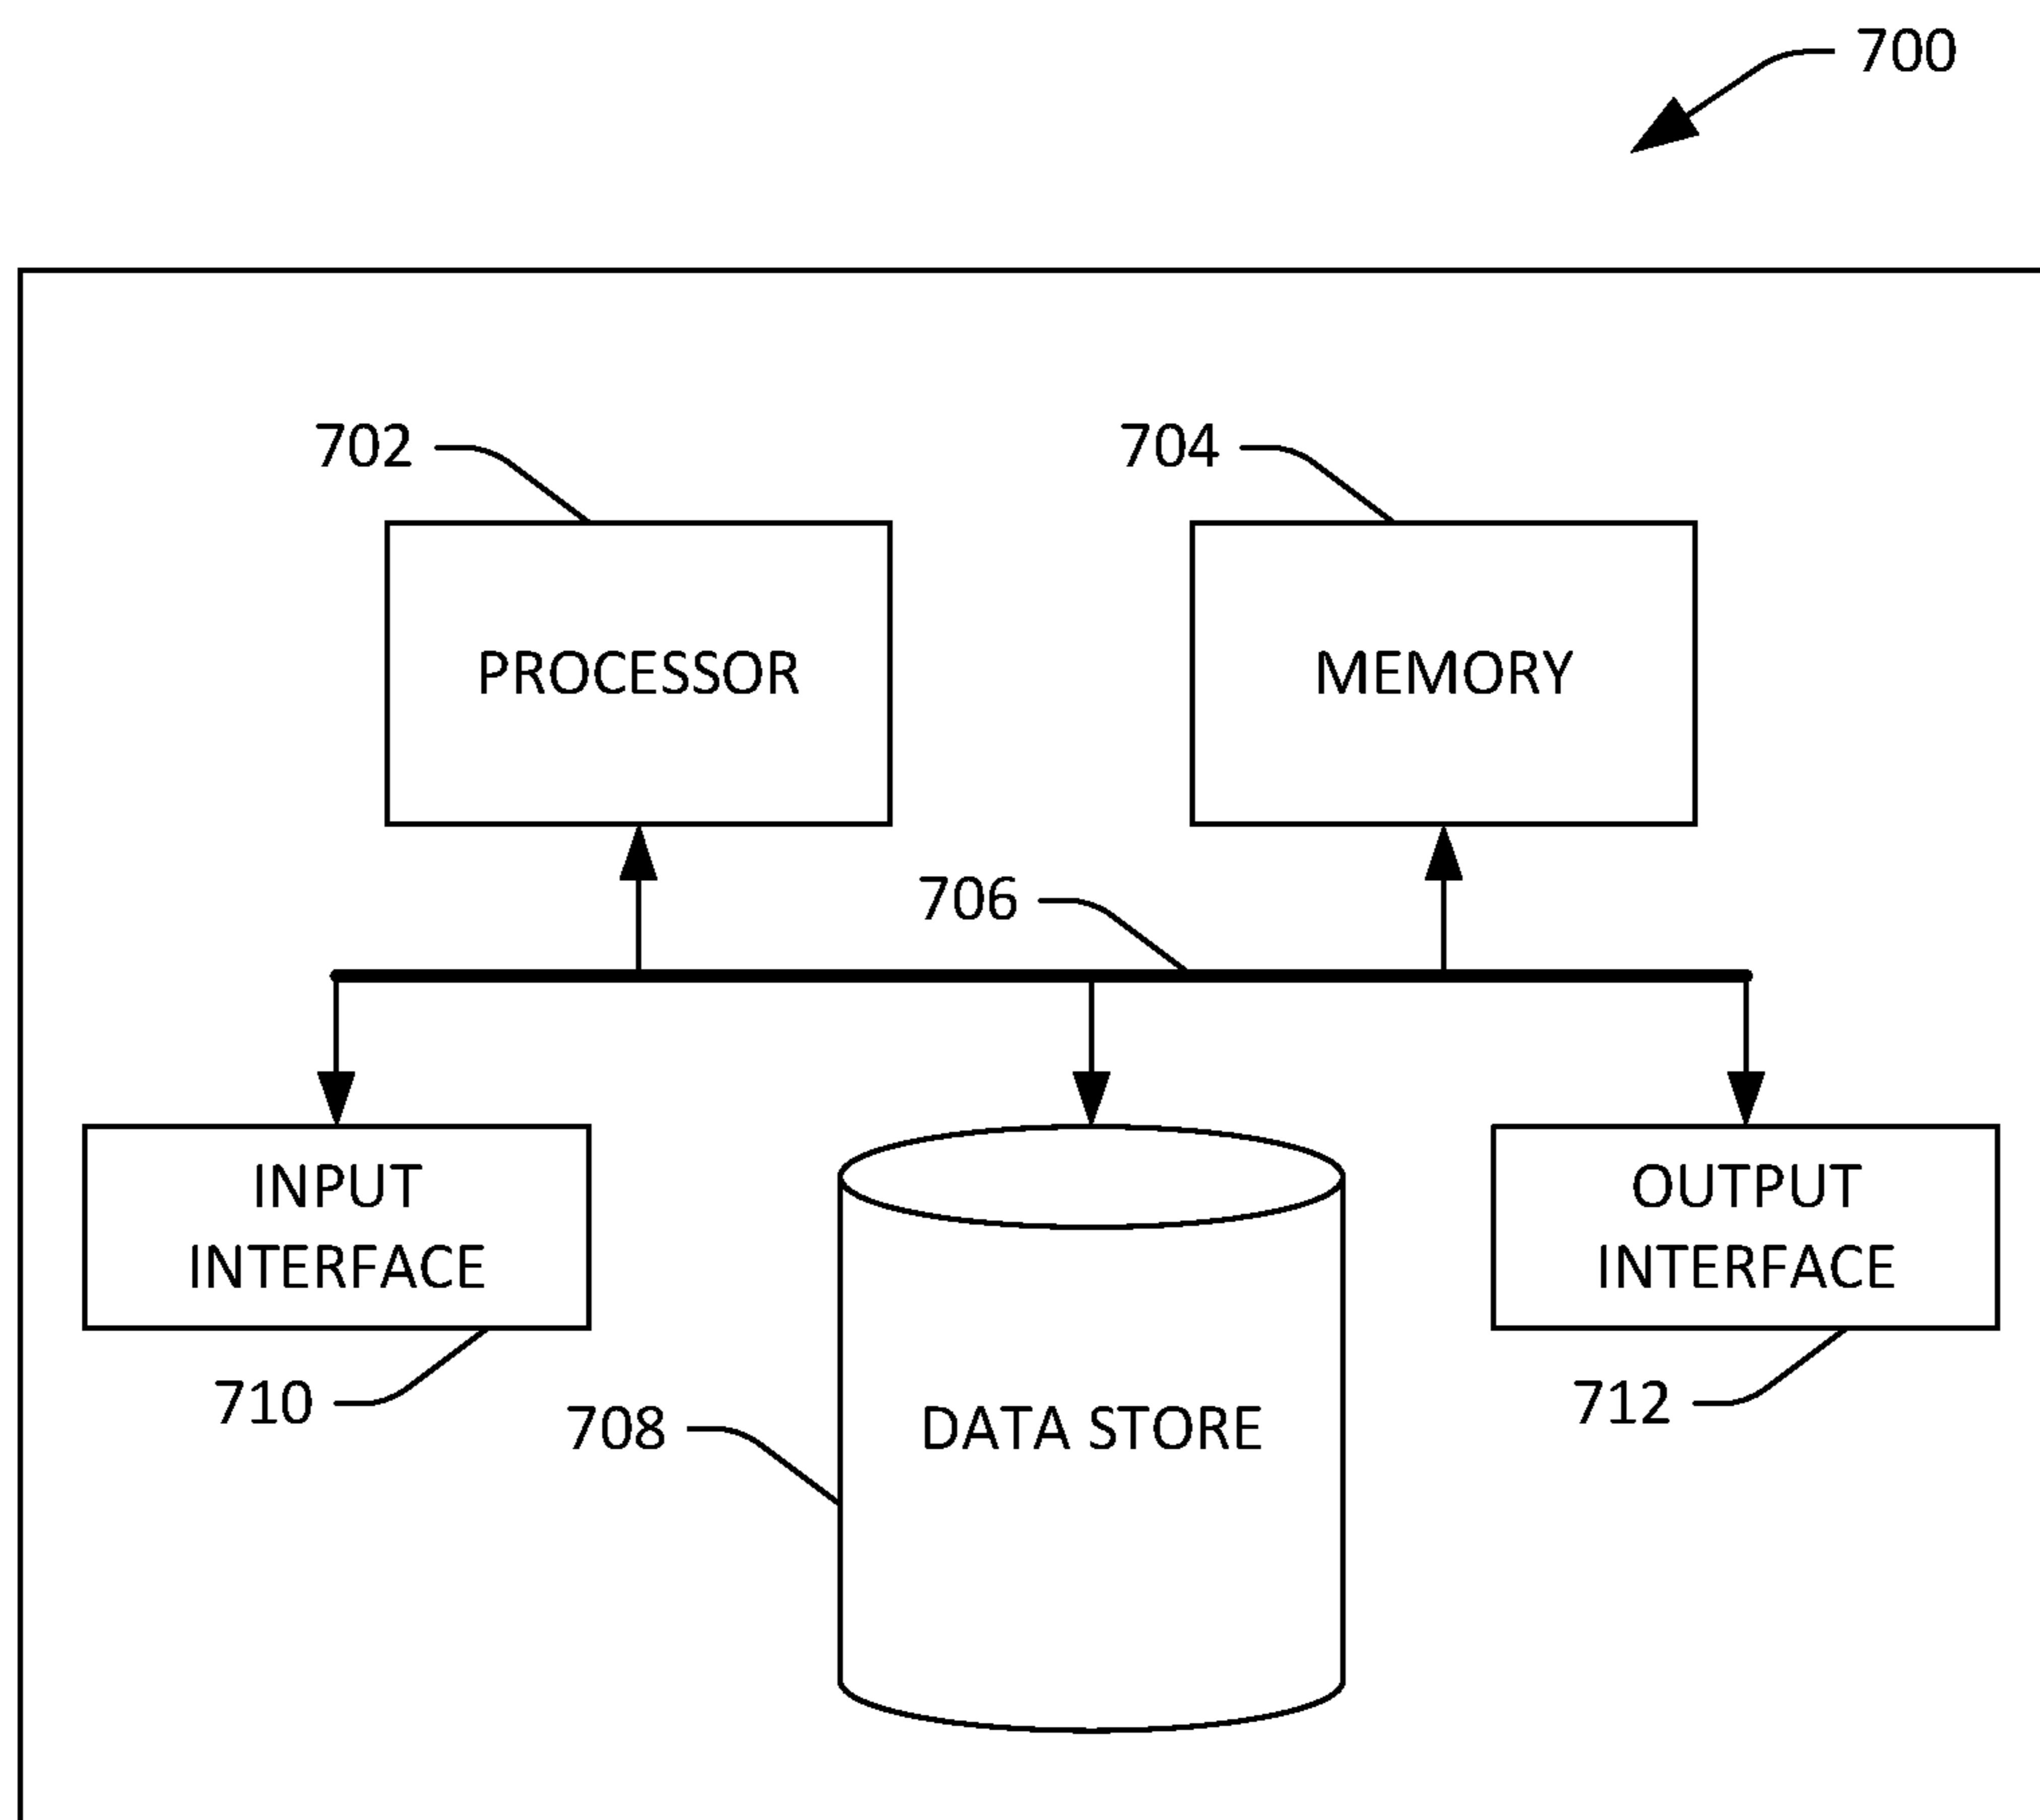 700
702
704
PROCESSOR
MEMORY
706
INPUT
INTERFACE
OUTPUT
INTERFACE
710
708
DATA STORE
712